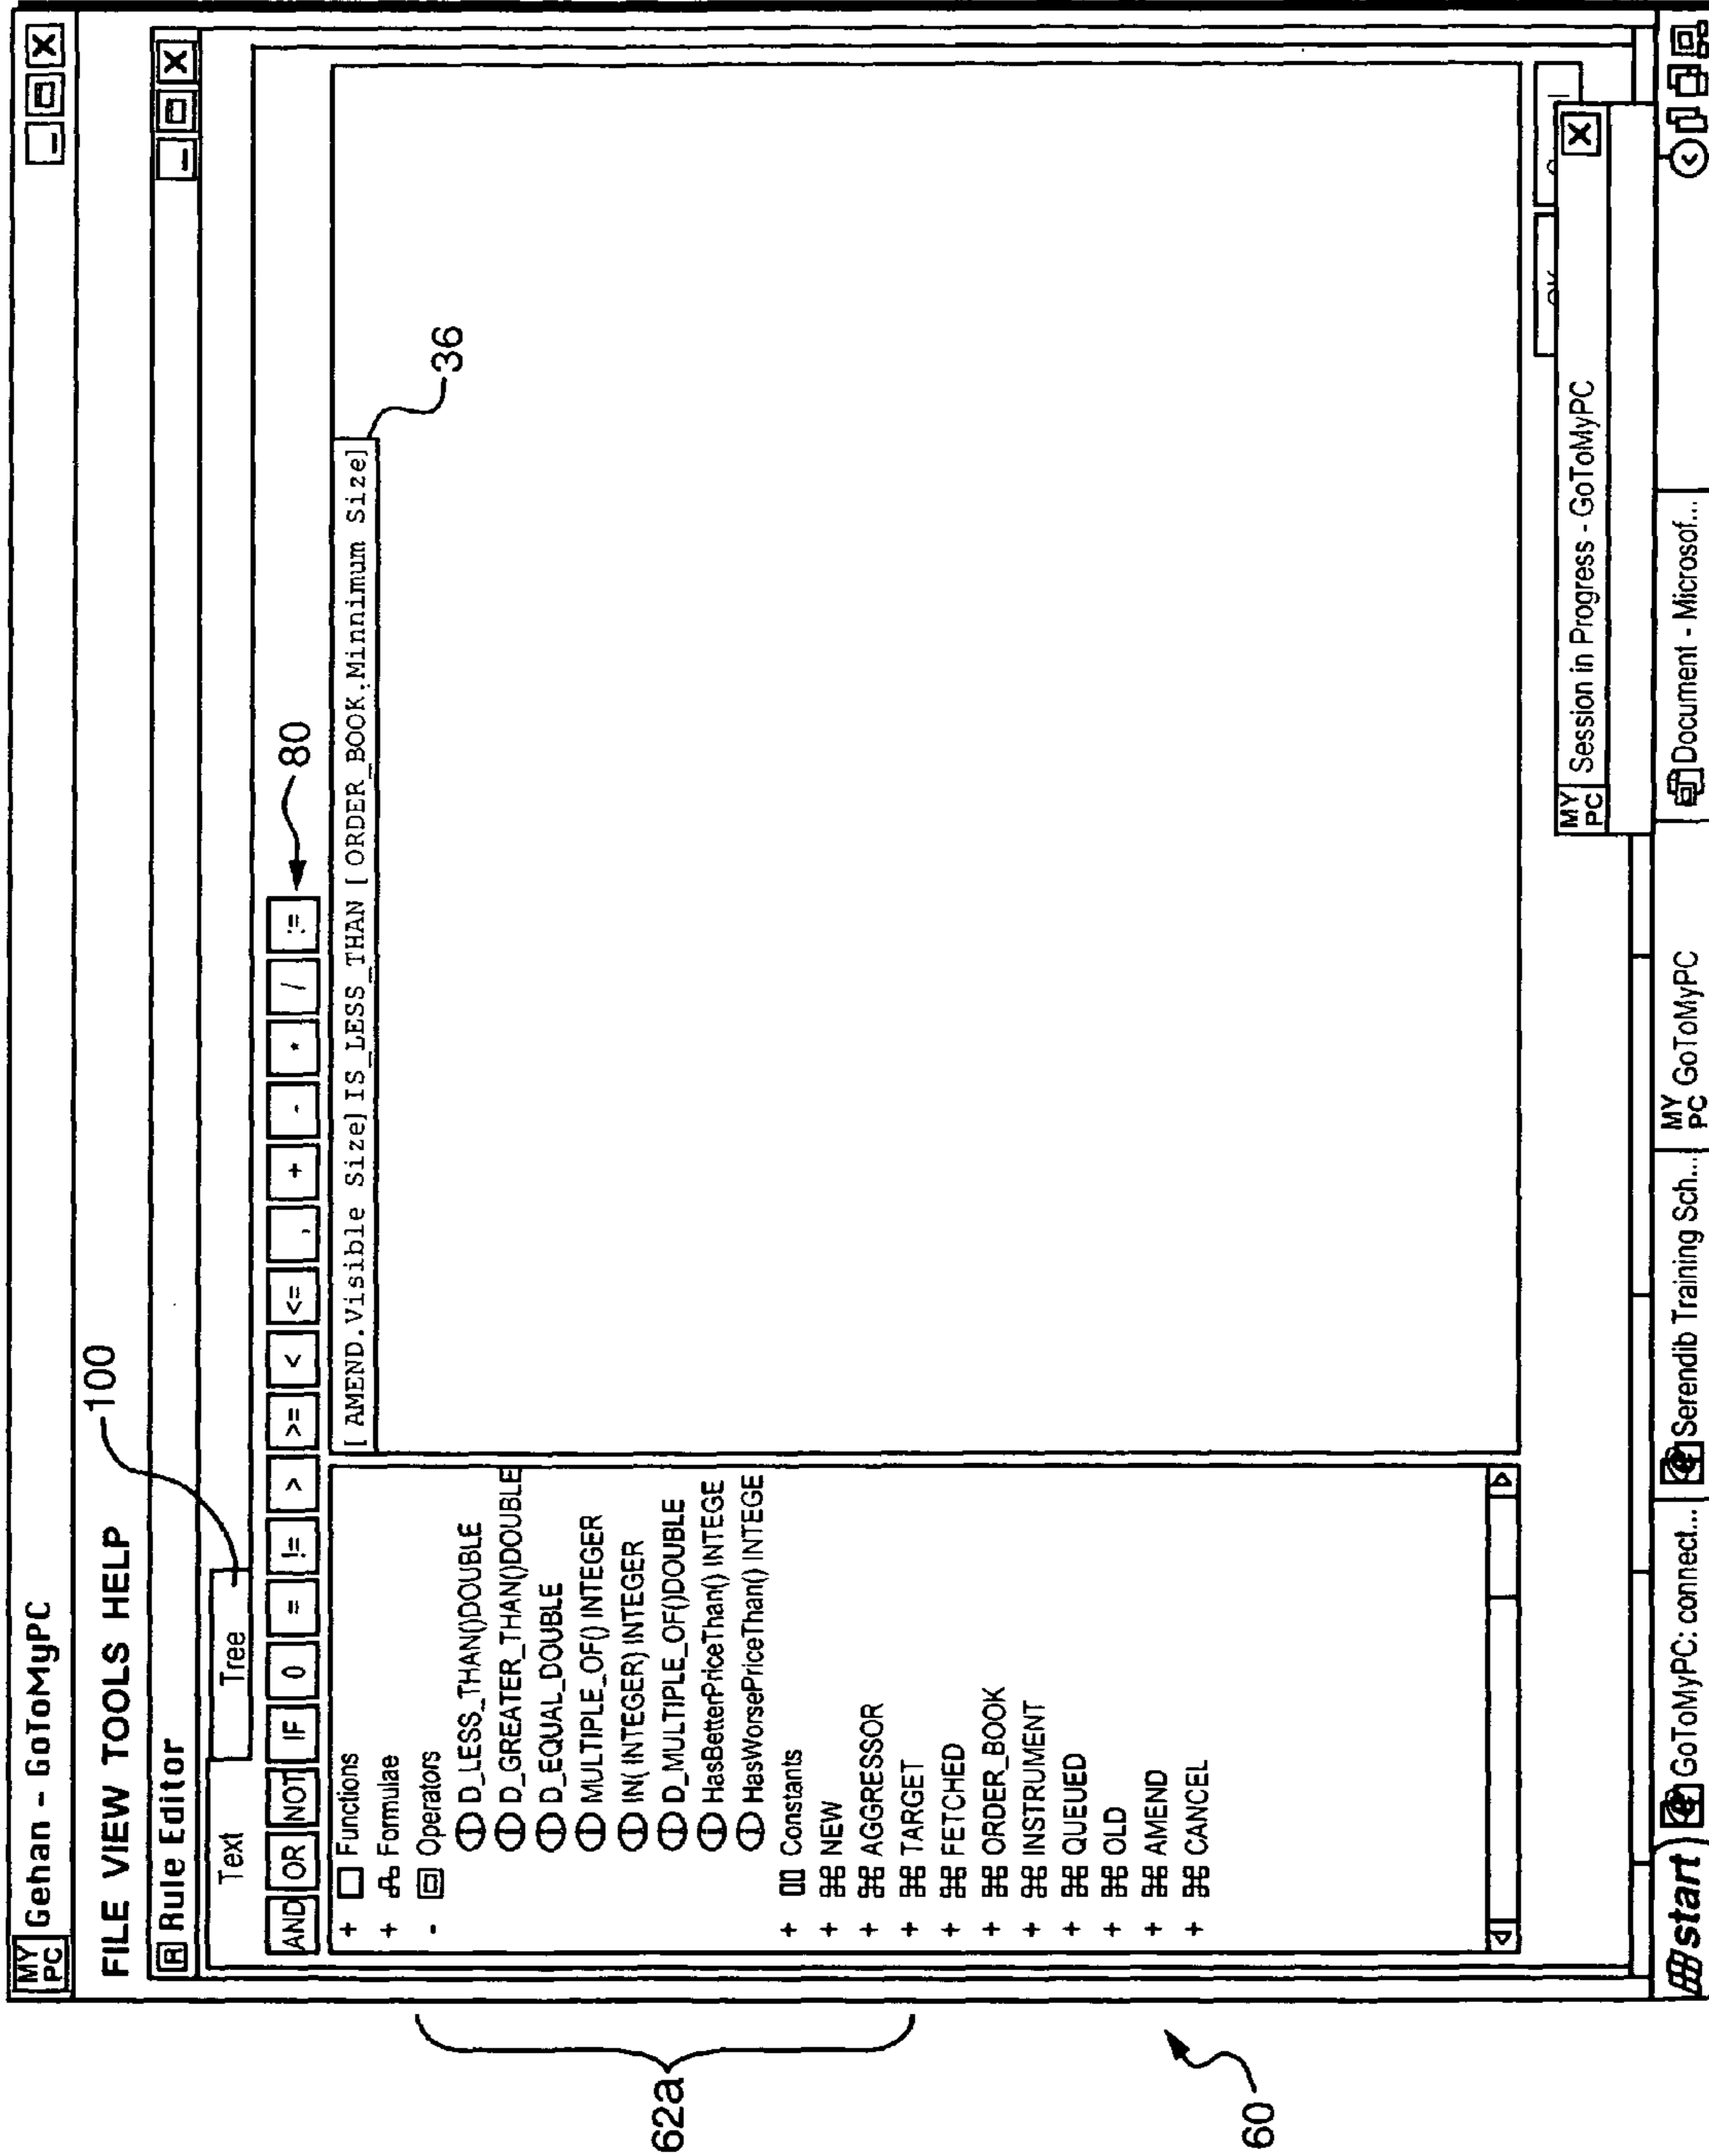 MY PC Gehan - GoToMyPC
FILE VIEW TOOLS HELP
100
R Rule Editor
Text Tree
AND OR NOT IF 0 = != > >= < <= , + - * / !=
80
[AMEND.Visible Size] IS_LESS_THAN [ORDER_BOOK.Minnimum Size]
36
+ Functions
+ Formulae
- Operators
D_LESS_THAN()DOUBLE
D_GREATER_THAN()DOUBLE
D_EQUAL_DOUBLE
MULTIPLE_OF() INTEGER
IN( INTEGER) INTEGER
D_MULTIPLE_OF()DOUBLE
HasBetterPriceThan() INTEGE
HasWorsePriceThan() INTEGE
+ Constants
+ NEW
+ AGGRESSOR
+ TARGET
+ FETCHED
+ ORDER_BOOK
+ INSTRUMENT
+ QUEUED
+ OLD
+ AMEND
+ CANCEL
62a
60
MY PC Session in Progress - GoToMyPC
start GoToMyPC: connect... Serendib Training Sch... MY PC GoToMyPC Document - Microsof...